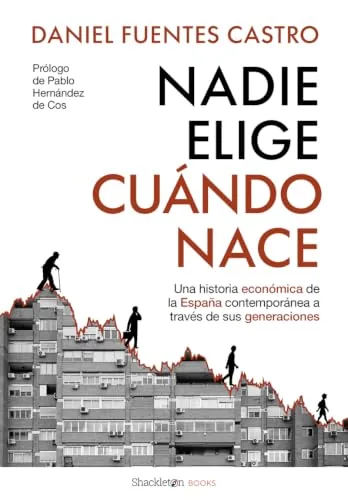 DANIEL FUENTES CASTRO
Prólogo
de Pablo
Hernández
de Cos
NADIE
ELIGE
CUÁNDO
NACE
Una historia económica de
la España contemporánea a
través de sus generaciones
Shackleton BOOKS